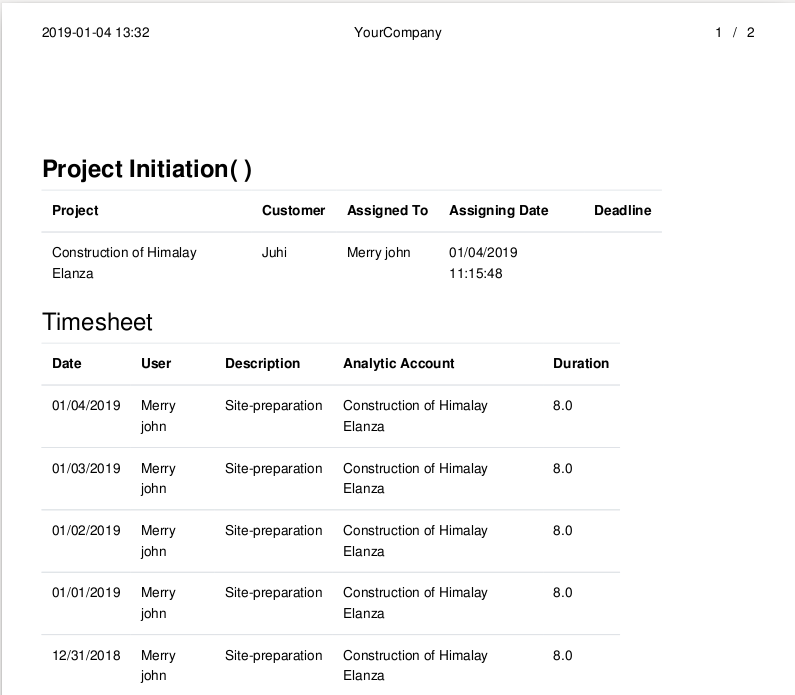 2019-01-04 13:32 YourCompany 1 / 2
Project Initiation( )
Project Customer Assigned To Assigning Date Deadline
Construction of Himalay Juhi Merry john 01/04/2019
Elanza 11:15:48
Timesheet
Date User Description Analytic Account Duration
01/04/2019 Merry Site-preparation Construction of Himalay 8.0
john Elanza
01/03/2019 Merry Site-preparation Construction of Himalay 8.0
john Elanza
01/02/2019 Merry Site-preparation Construction of Himalay 8.0
john Elanza
01/01/2019 Merry Site-preparation Construction of Himalay 8.0
john Elanza
12/31/2018 Merry Site-preparation Construction of Himalay 8.0
john Elanza